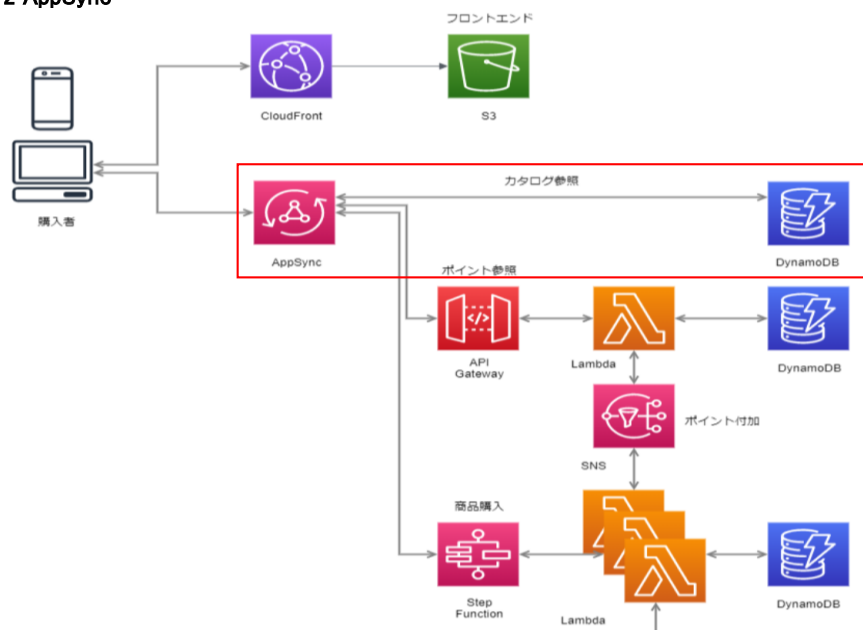 2 AppSync
フロントエンド
CloudFront
S3
購入者
カタログ参照
AppSync
DynamoDB
ポイント参照
API
Gateway
Lambda
DynamoDB
ポイント付加
SNS
商品購入
Step
Function
Lambda
DynamoDB